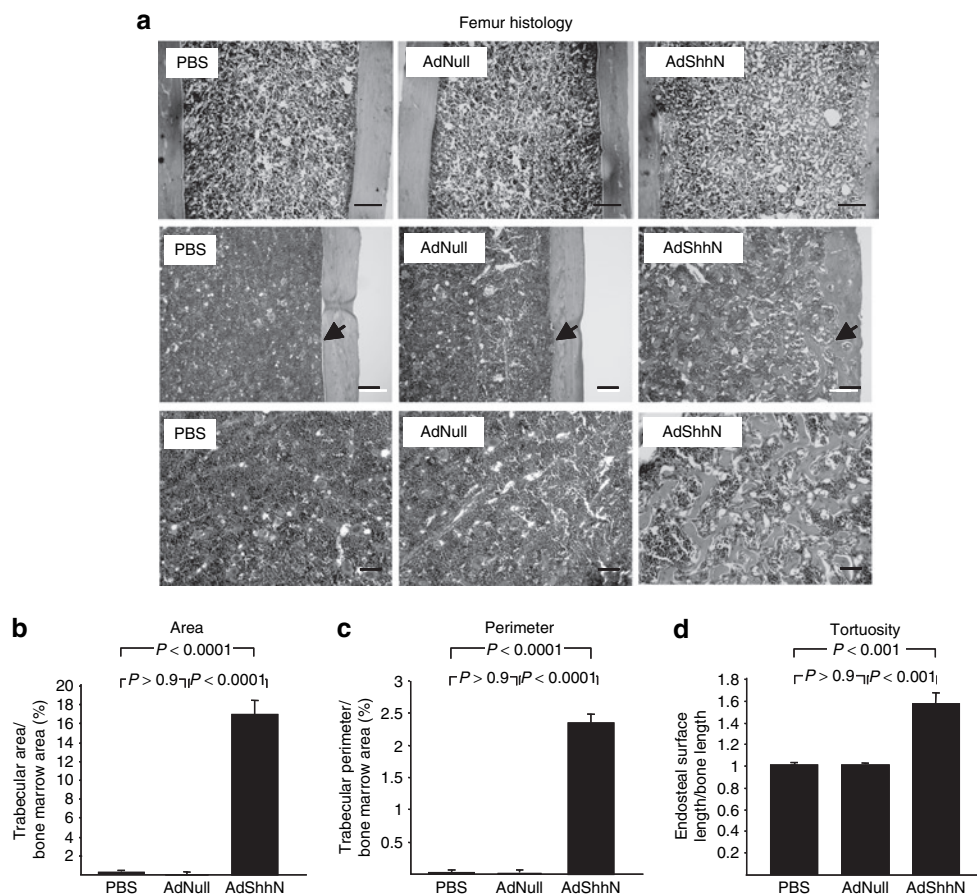 a
Femur histology
PBS
AdNull
AdShhN
PBS
AdNull
AdShhN
PBS
AdNull
AdShhN
b
Area
P < 0.0001
P > 0.9
P < 0.0001
Trabecular area/
bone marrow area (%)
20
18
16
14
12
10
8
6
4
2
PBS
AdNull
AdShhN
c
Perimeter
P < 0.0001
P > 0.9
P < 0.0001
Trabecular perimeter/
bone marrow area (%)
3
2.5
2
1.5
1
0.5
PBS
AdNull
AdShhN
d
Tortuosity
P < 0.001
P > 0.9
P < 0.001
Endosteal surface
length/bone length
1.8
1.6
1.4
1.2
1
0.8
0.6
0.4
0.2
PBS
AdNull
AdShhN